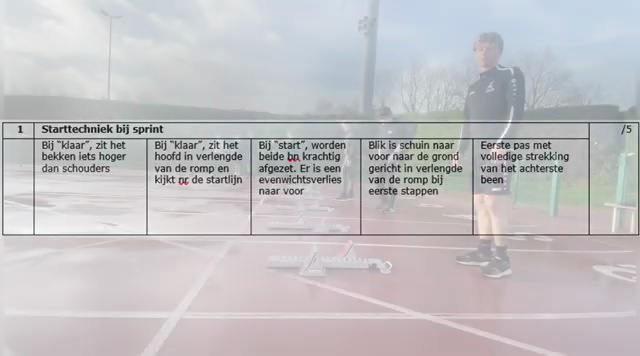 1 Starttechniek bij sprint /5
Bij "klaar", zit het
bekken iets hoger
dan schouders
Bij "klaar", zit het
hoofd in verlengde
van de romp en
kijkt nr de startlijn
Bij "start", worden
beide bn krachtig
afgezet. Er is een
evenwichtsverlies
naar voor
Blik is schuin naar
voor naar de grond
gericht in verlengde
van de romp bij
eerste stappen
Eerste pas met
volledige strekking
van het achterste
been